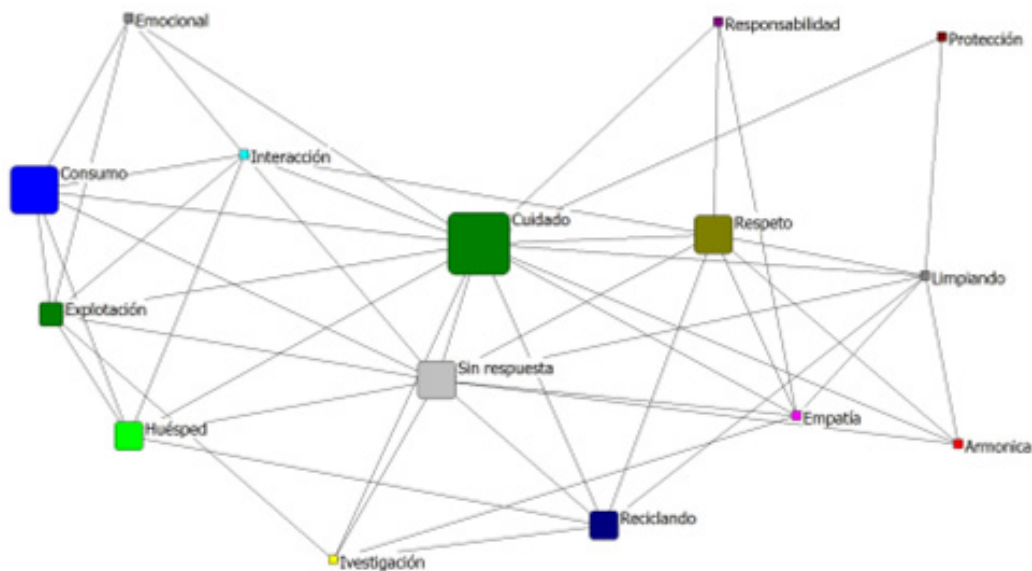 Emocional
Responsabilidad
Protección
Interacción
Consumo
Cuidado
Respeto
Limpiando
Explotación
Sin respuesta
Empatía
Huésped
Armonica
Reciclando
Ivestigación